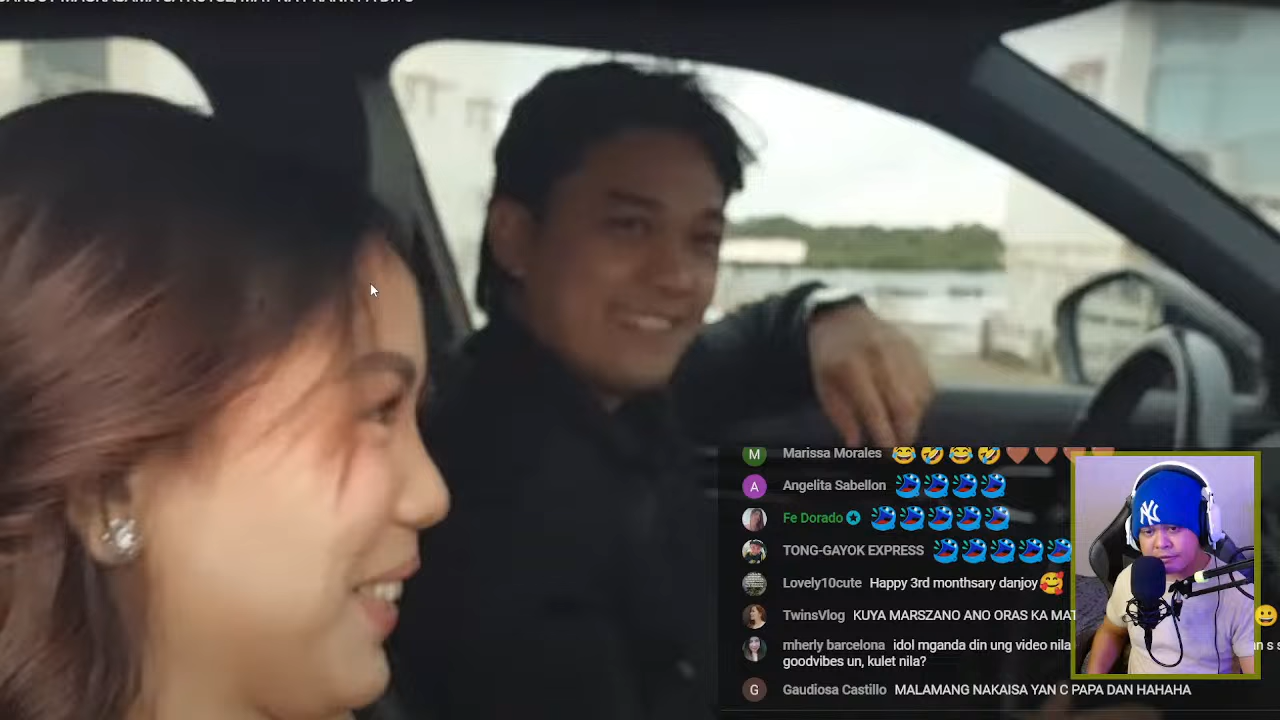 Marissa Morales 😂🤣😂🤣❤❤❤❤
M
A Angelita Sabellon
Fe Dorado
TONG-GAYOK EXPRESS
Lovely10cute Happy 3rd monthsary danjoy🥰
TwinsVlog KUYA MARSZANO ANO ORAS KA
mherly barcelona idol mganda din ung video nila
goodvibes un, kulet nila?
G Gaudiosa Castillo MALAMANG NAKAISA YAN C PAPA DAN HAHAHA
NY